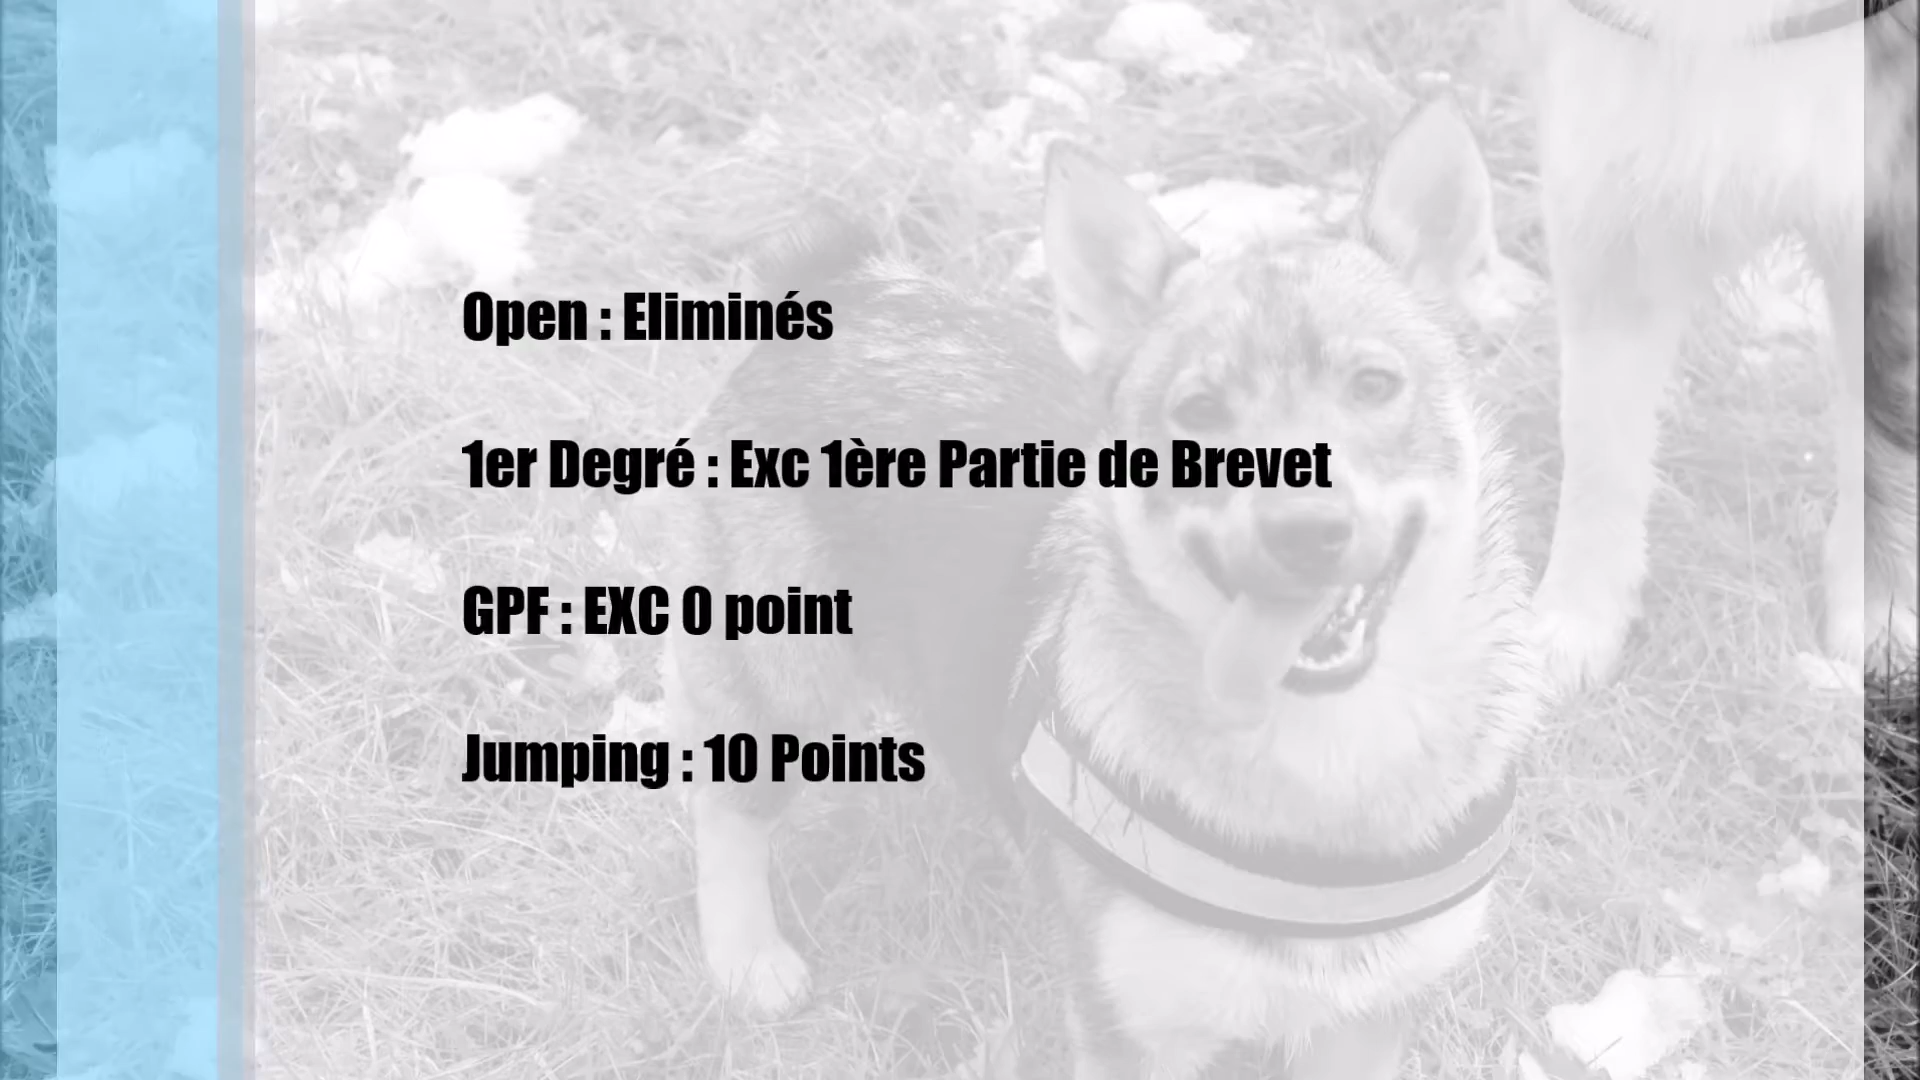 Open : Eliminés
1er Degré : Exc 1ère Partie de Brevet
GPF : EXC 0 point
Jumping : 10 Points